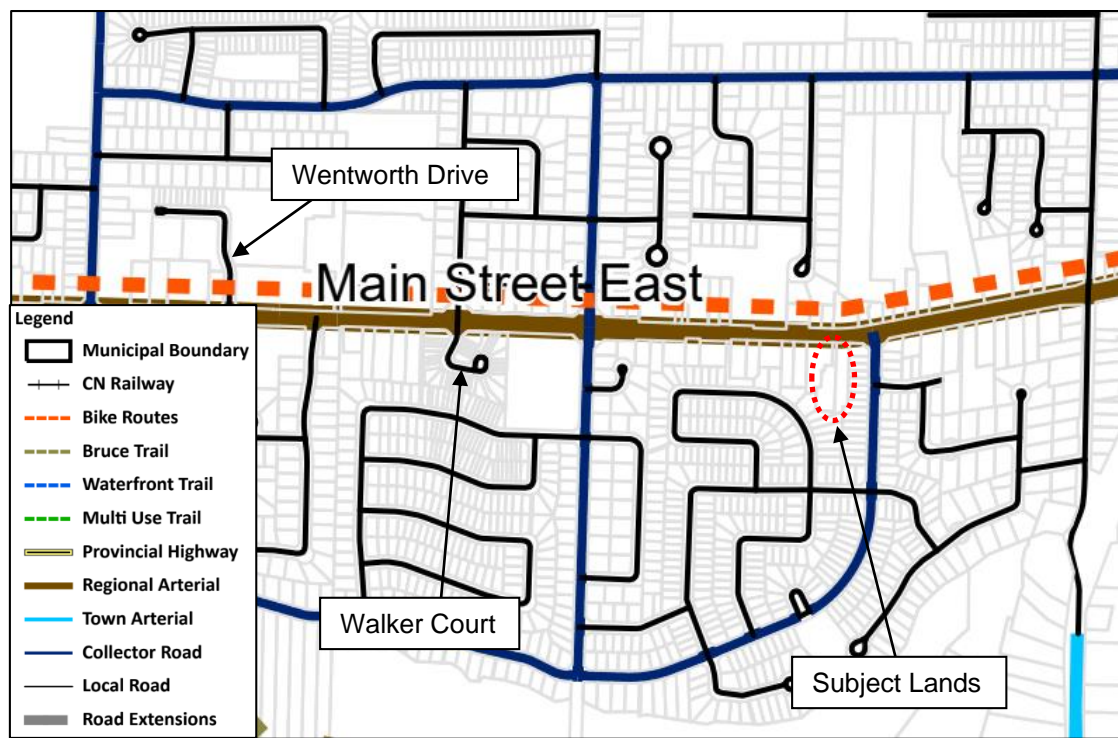 Wentworth Drive
Main Street East
Legend
Municipal Boundary
CN Railway
Bike Routes
Bruce Trail
Waterfront Trail
Multi Use Trail
Provincial Highway
Regional Arterial
Town Arterial
Collector Road
Local Road
Road Extensions
Walker Court
Subject Lands